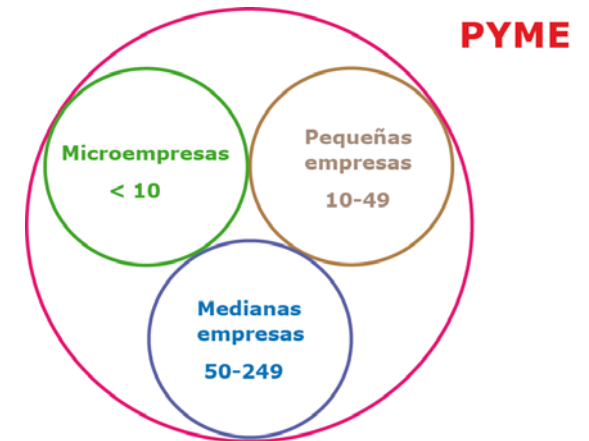 PYME
Microempresas
< 10
Pequeñas
empresas
10-49
Medianas
empresas
50-249